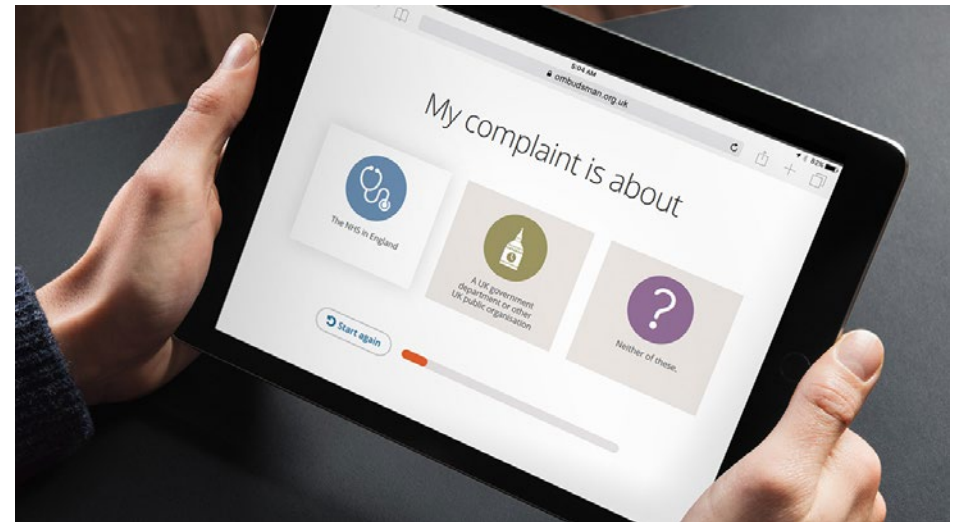 5:04 AM
ombudsman.org.uk
82%
My complaint is about
The NHS in England
A UK government
department or other
UK public organisation
Neither of these.
Start again